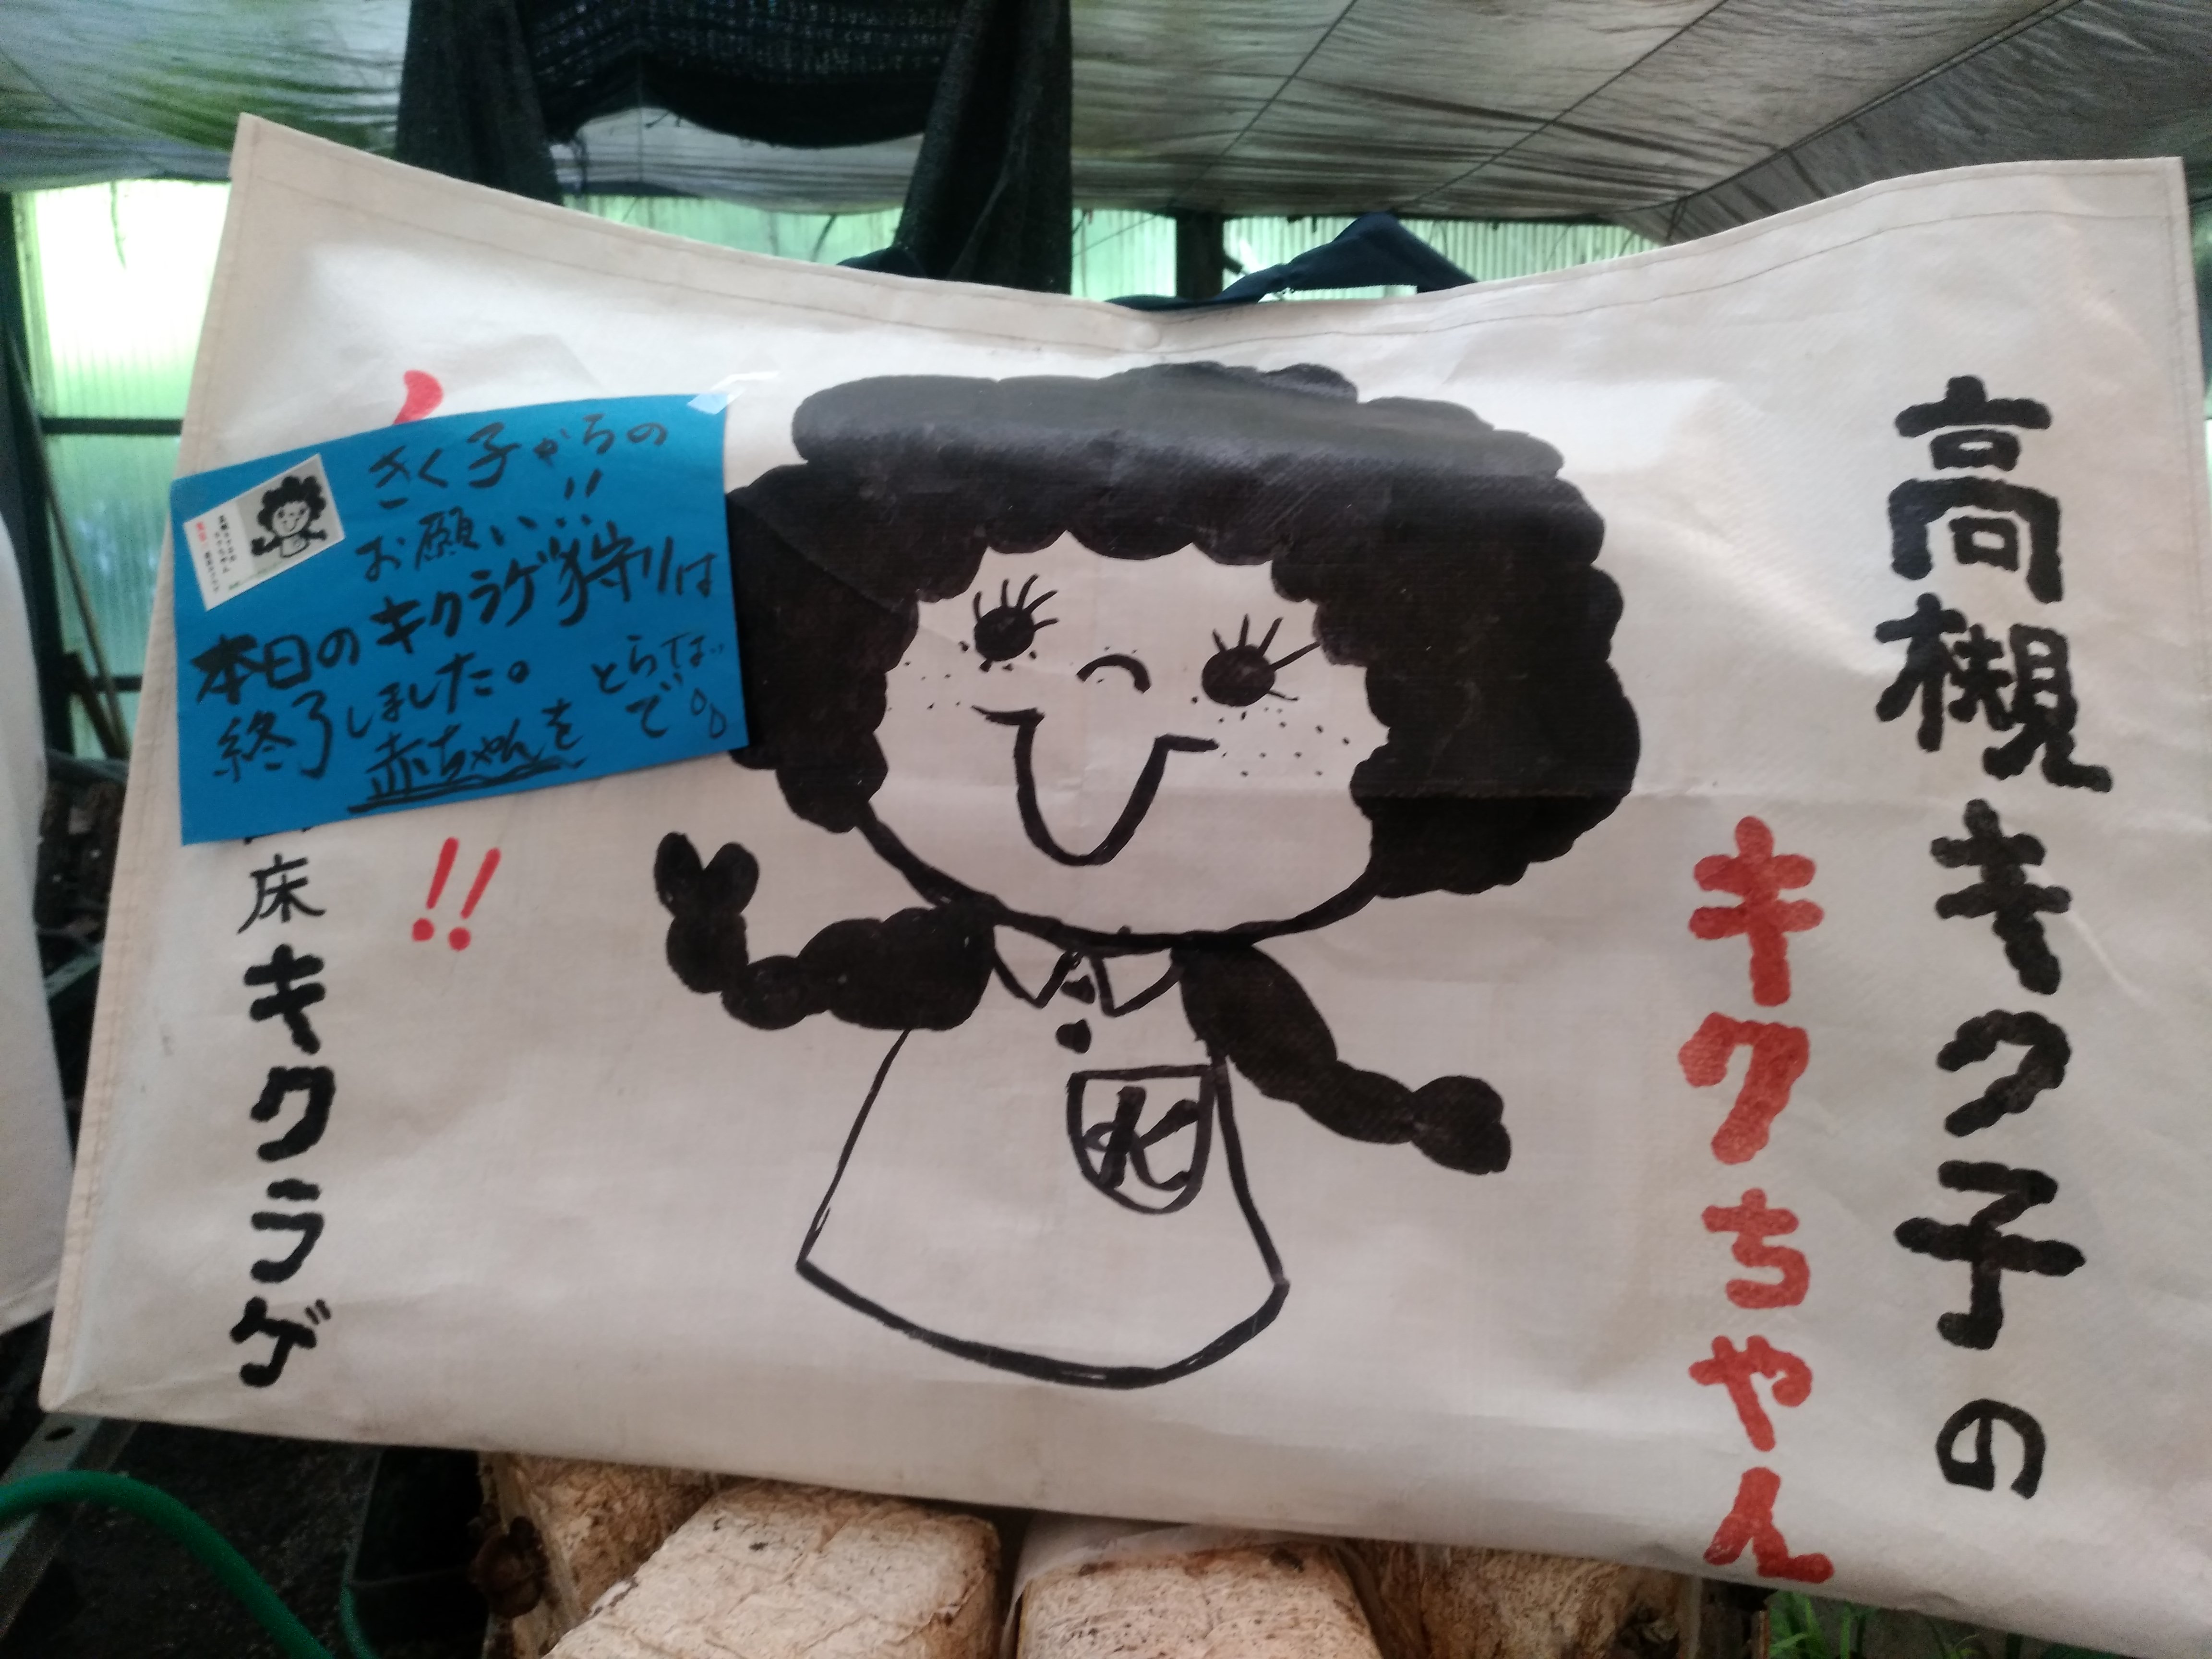 高槻キク子の
キクちゃん
きく子からの
お願い!!
本日のキクラゲ狩りは
終了しました。
赤ちゃんを
とらないで
!!
床キクラゲ
K